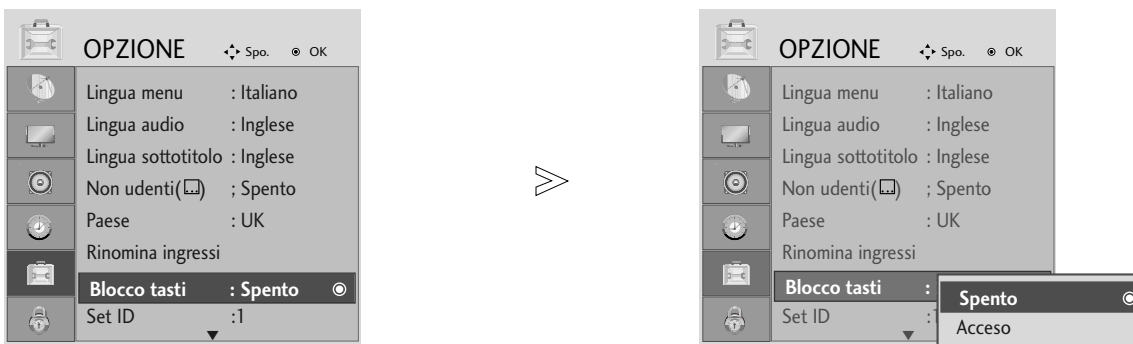 OPZIONE Spo. OK
Lingua menu : Italiano
Lingua audio : Inglese
Lingua sottotitolo : Inglese
Non udenti( ) ; Spento
Paese : UK
Rinomina ingressi
Blocco tasti : Spento
Set ID :1
OPZIONE Spo. OK
Lingua menu : Italiano
Lingua audio : Inglese
Lingua sottotitolo : Inglese
Non udenti( ) ; Spento
Paese : UK
Rinomina ingressi
Blocco tasti :
Set ID :1
Spento
Acceso